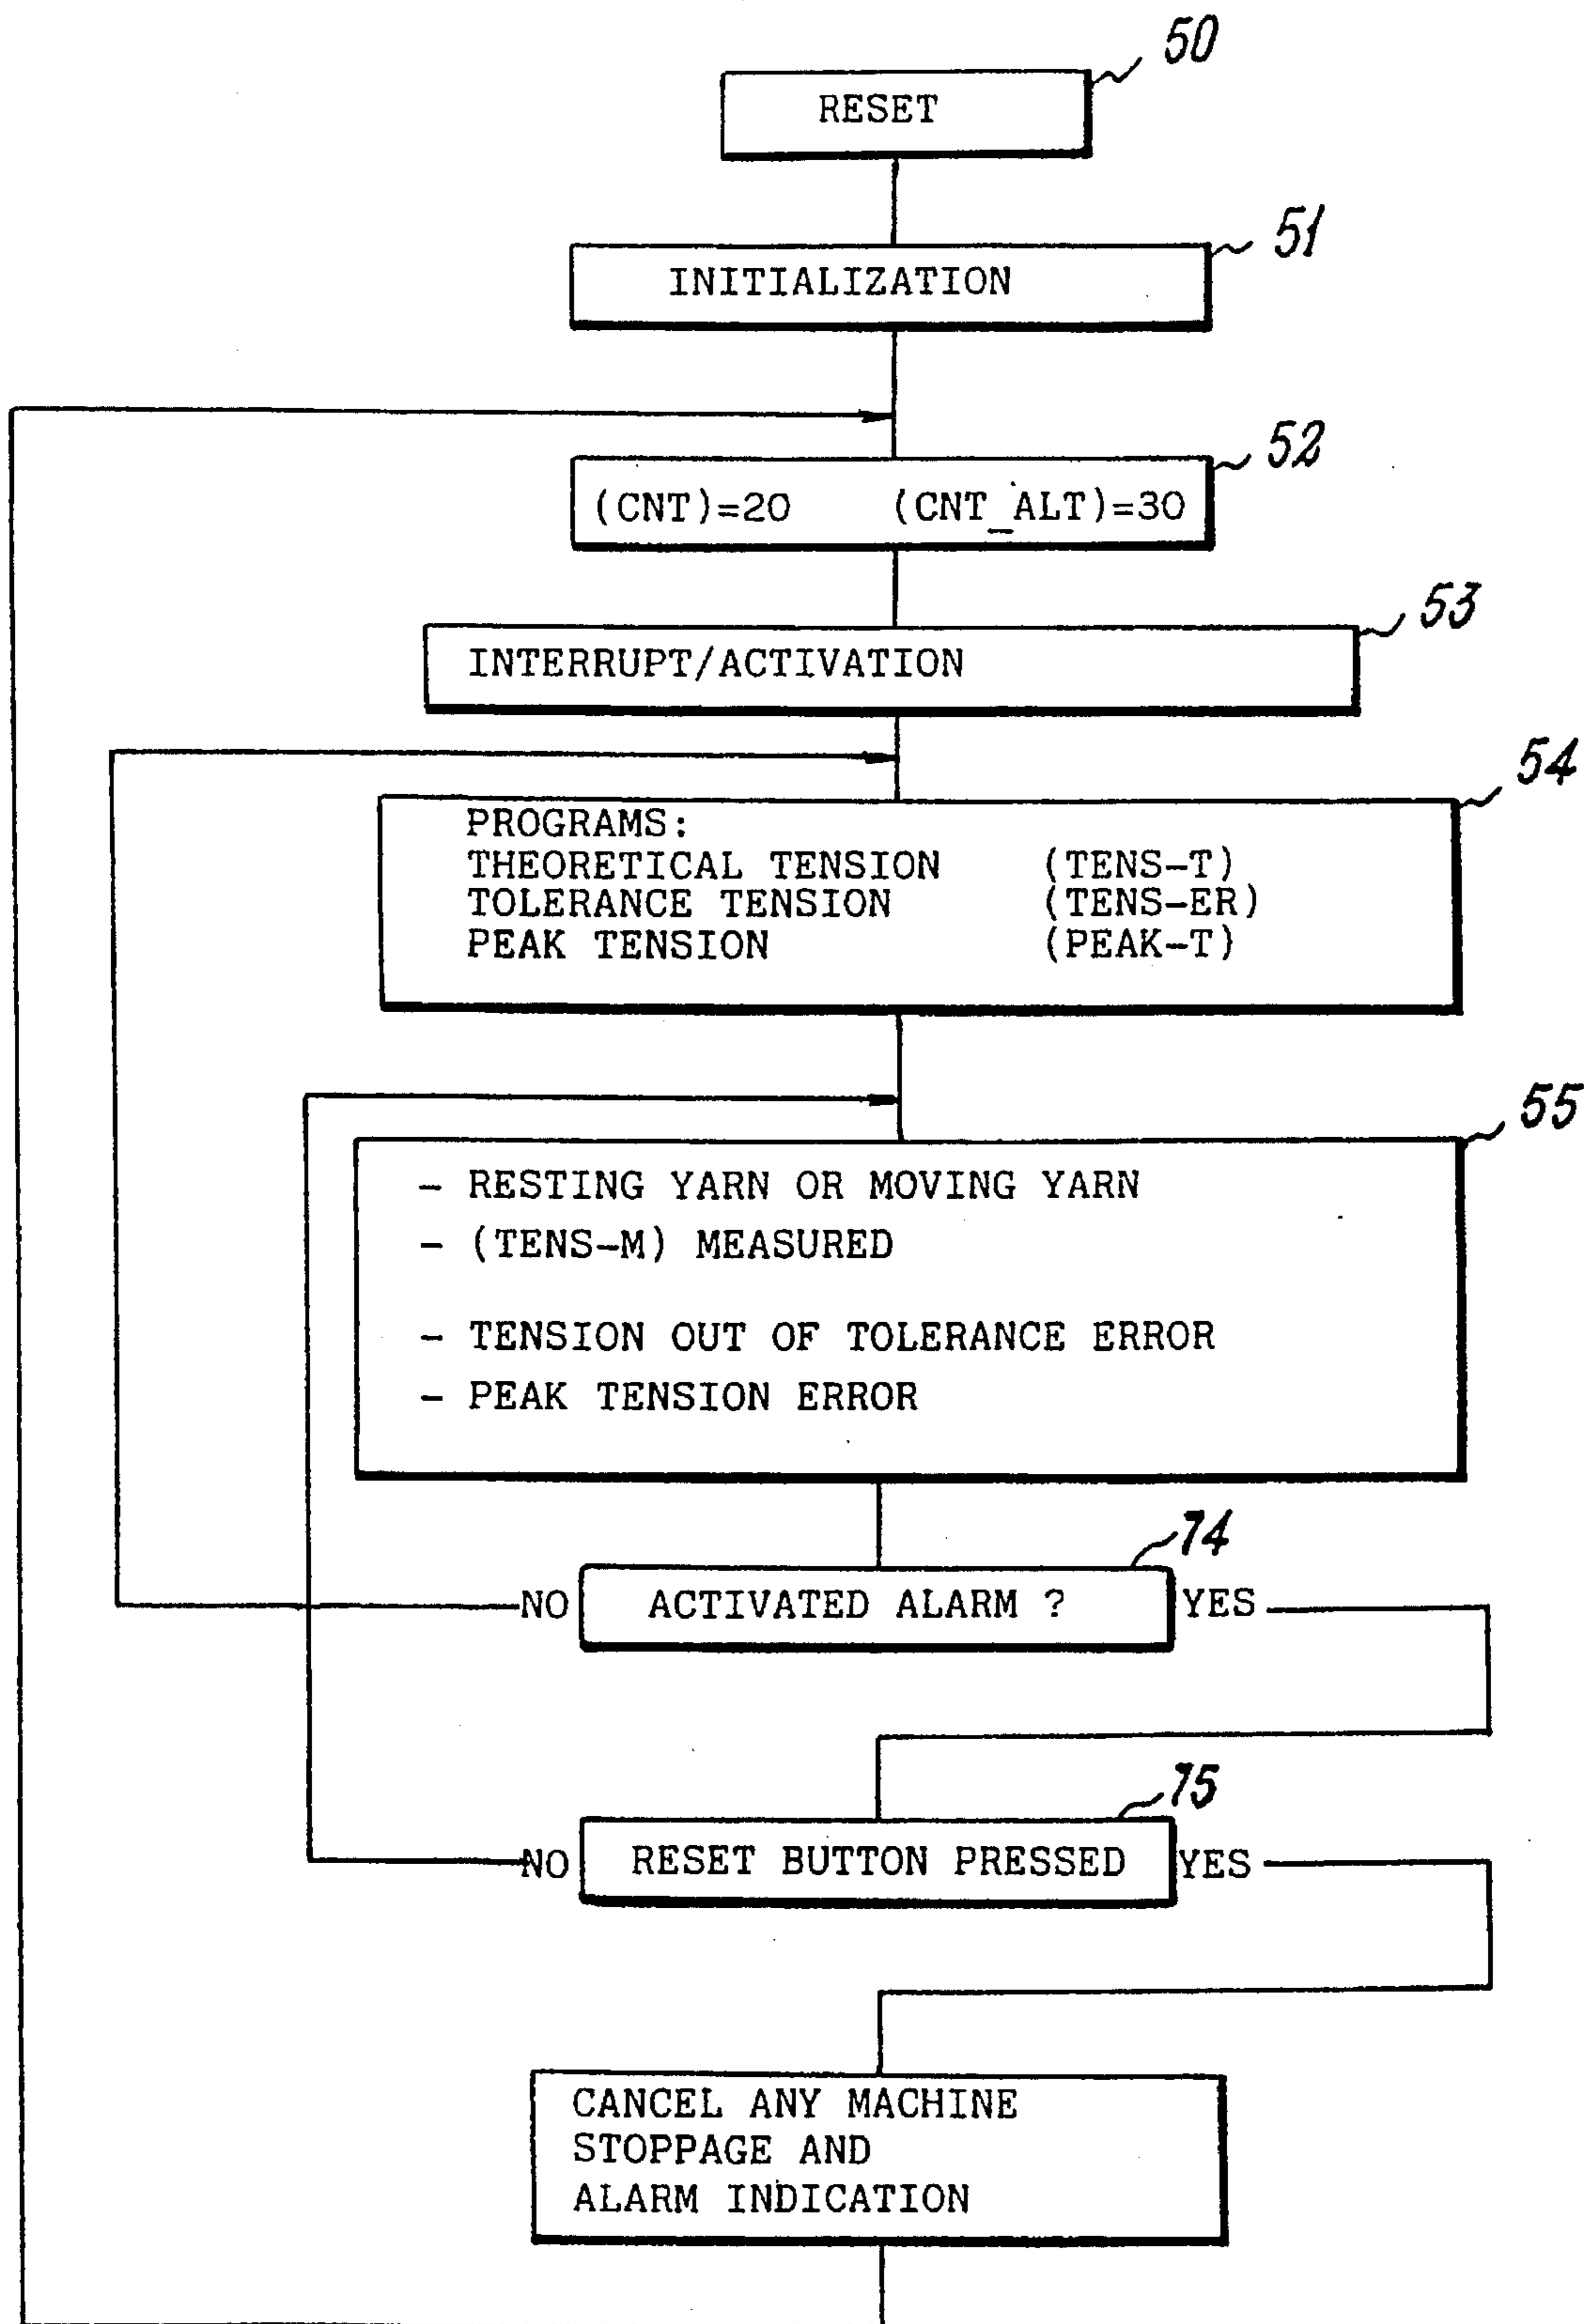 50
RESET
51
INITIALIZATION
52
(CNT)=20 (CNT_ALT)=30
53
INTERRUPT/ACTIVATION
54
PROGRAMS:
THEORETICAL TENSION (TENS-T)
TOLERANCE TENSION (TENS-ER)
PEAK TENSION (PEAK-T)
55
- RESTING YARN OR MOVING YARN
- (TENS-M) MEASURED
- TENSION OUT OF TOLERANCE ERROR
- PEAK TENSION ERROR
74
NO ACTIVATED ALARM ? YES
75
NO RESET BUTTON PRESSED YES
CANCEL ANY MACHINE
STOPPAGE AND
ALARM INDICATION